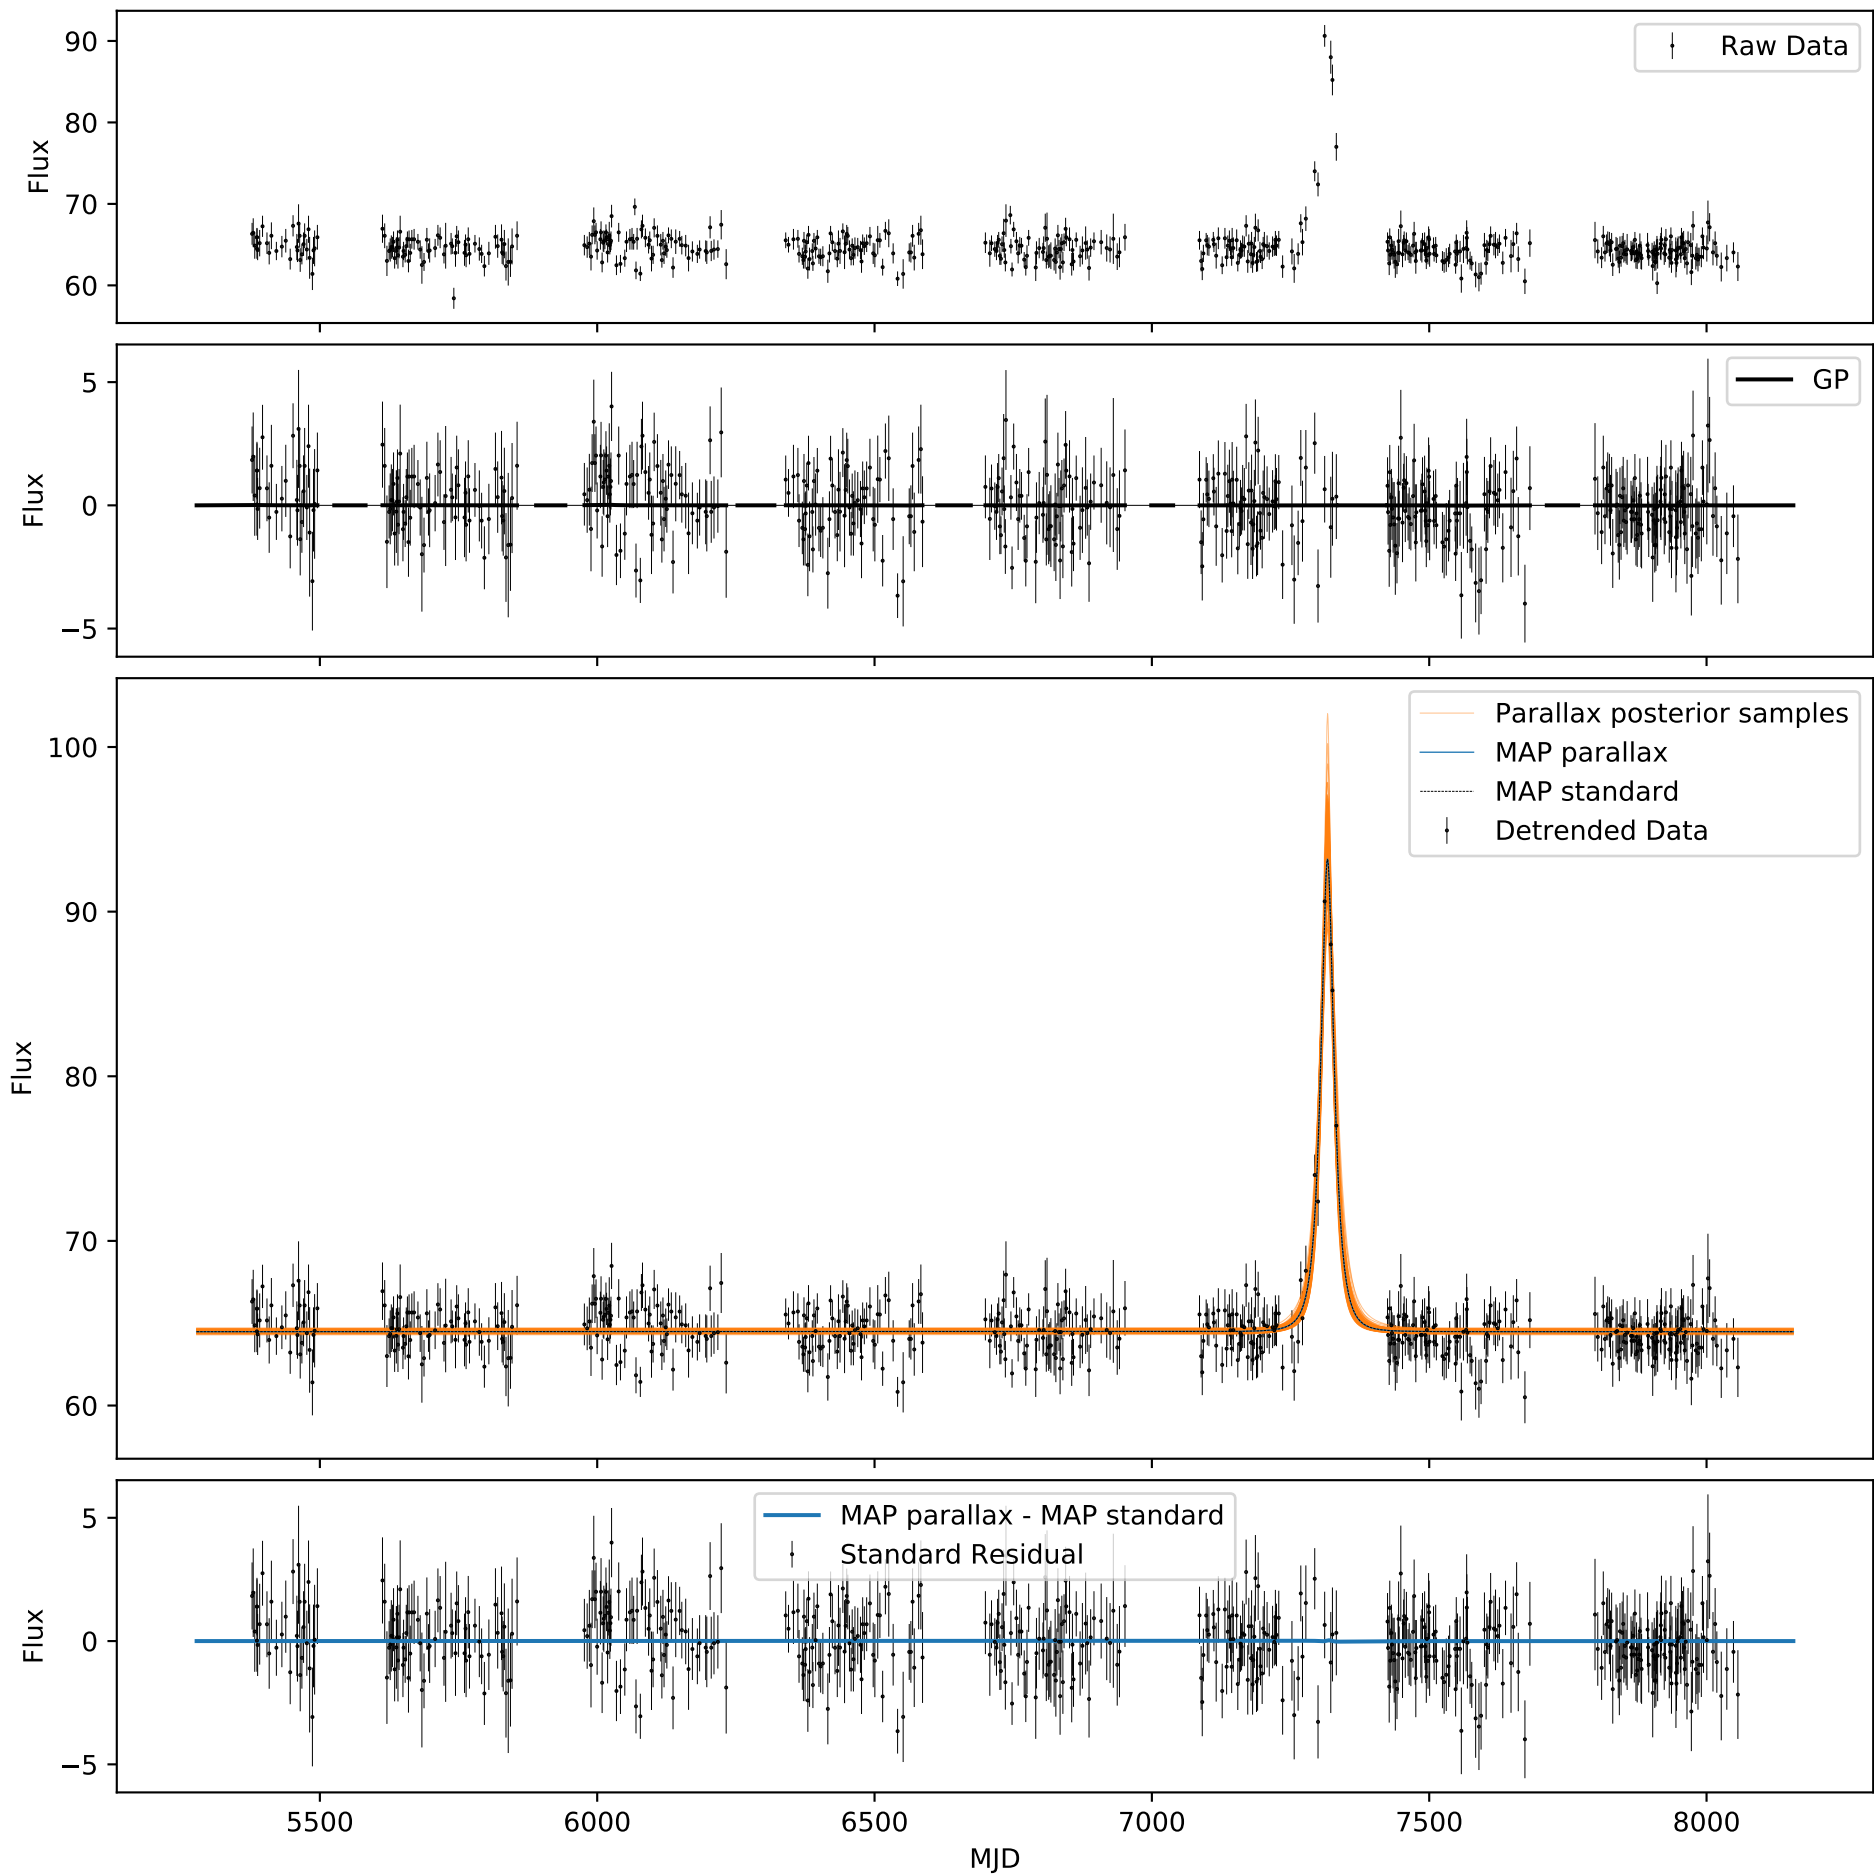 90
80
70
60
Flux
Raw Data
5
0
−5
Flux
GP
100
90
80
70
60
Flux
Parallax posterior samples
MAP parallax
MAP standard
Detrended Data
5
0
−5
Flux
MAP parallax - MAP standard
Standard Residual
5500 6000 6500 7000 7500 8000
MJD